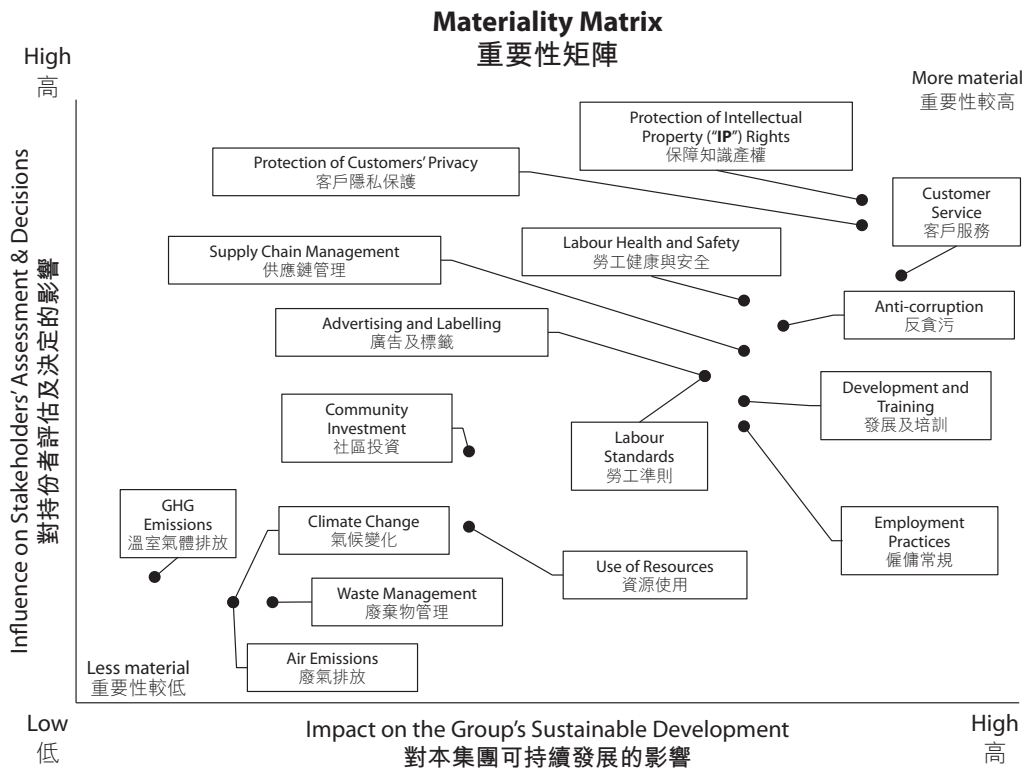 Materiality Matrix
重要性矩陣
High
高
More material
重要性較高
Protection of Intellectual
Property (“IP”) Rights
保障知識產權
Protection of Customers’ Privacy
客戶隱私保護
Customer
Service
客戶服務
Supply Chain Management
供應鏈管理
Labour Health and Safety
勞工健康與安全
Anti-corruption
反貪污
Advertising and Labelling
廣告及標籤
Development and
Training
發展及培訓
Community
Investment
社區投資
Labour
Standards
勞工準則
GHG
Emissions
溫室氣體排放
Climate Change
氣候變化
Employment
Practices
僱傭常規
Use of Resources
資源使用
Waste Management
廢棄物管理
Air Emissions
廢氣排放
Less material
重要性較低
Influence on Stakeholders’ Assessment & Decisions
對持份者評估及決定的影響
Low
低
Impact on the Group’s Sustainable Development
對本集團可持續發展的影響
High
高